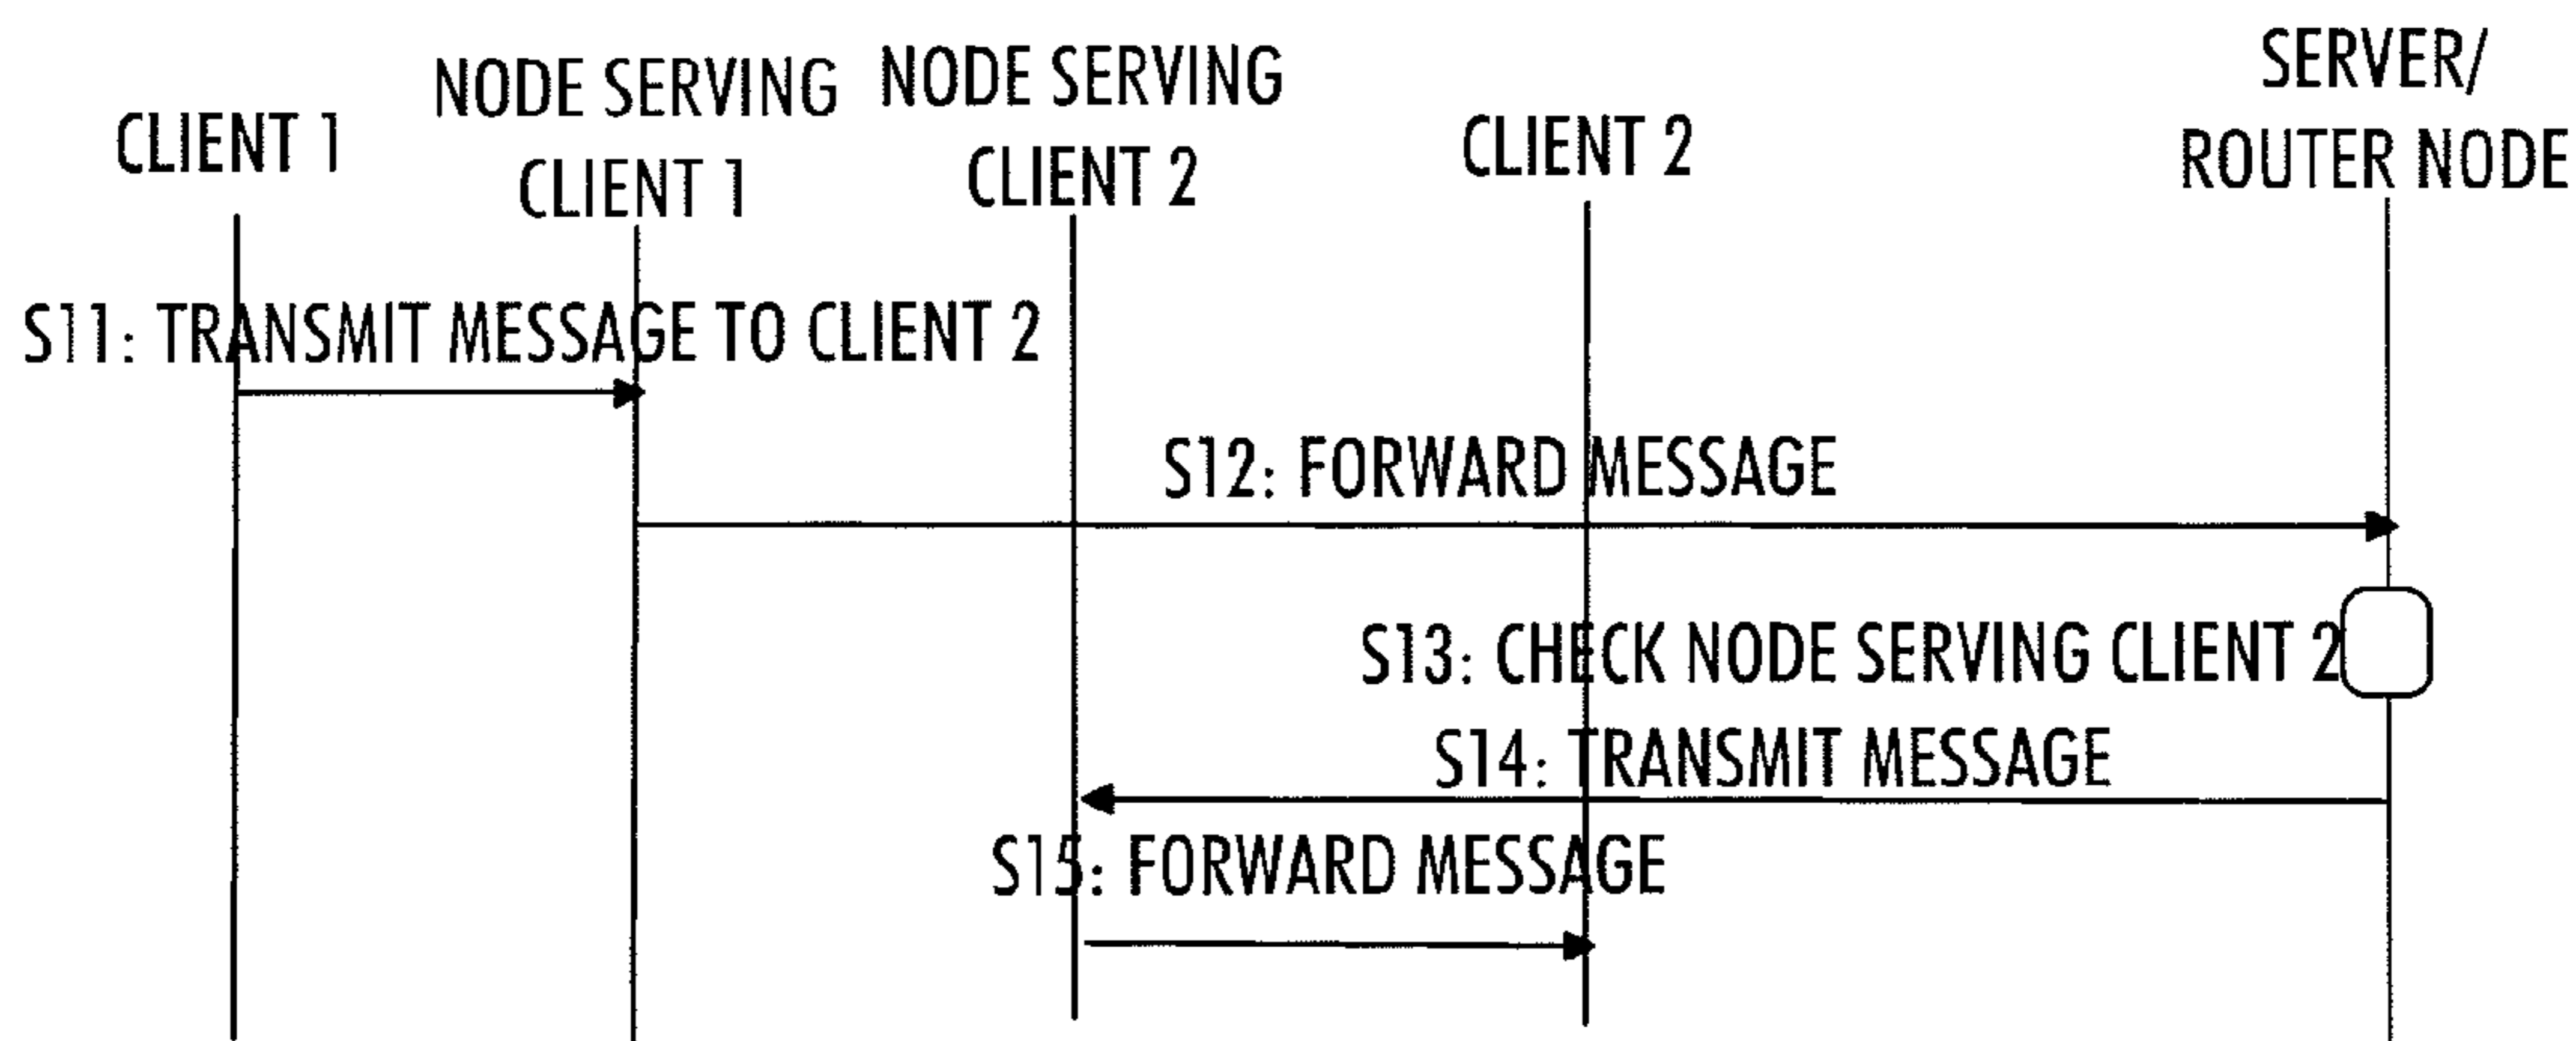 CLIENT 1
NODE SERVING
CLIENT 1
NODE SERVING
CLIENT 2
CLIENT 2
SERVER/
ROUTER NODE
S11: TRANSMIT MESSAGE TO CLIENT 2
S12: FORWARD MESSAGE
S13: CHECK NODE SERVING CLIENT 2
S14: TRANSMIT MESSAGE
S15: FORWARD MESSAGE